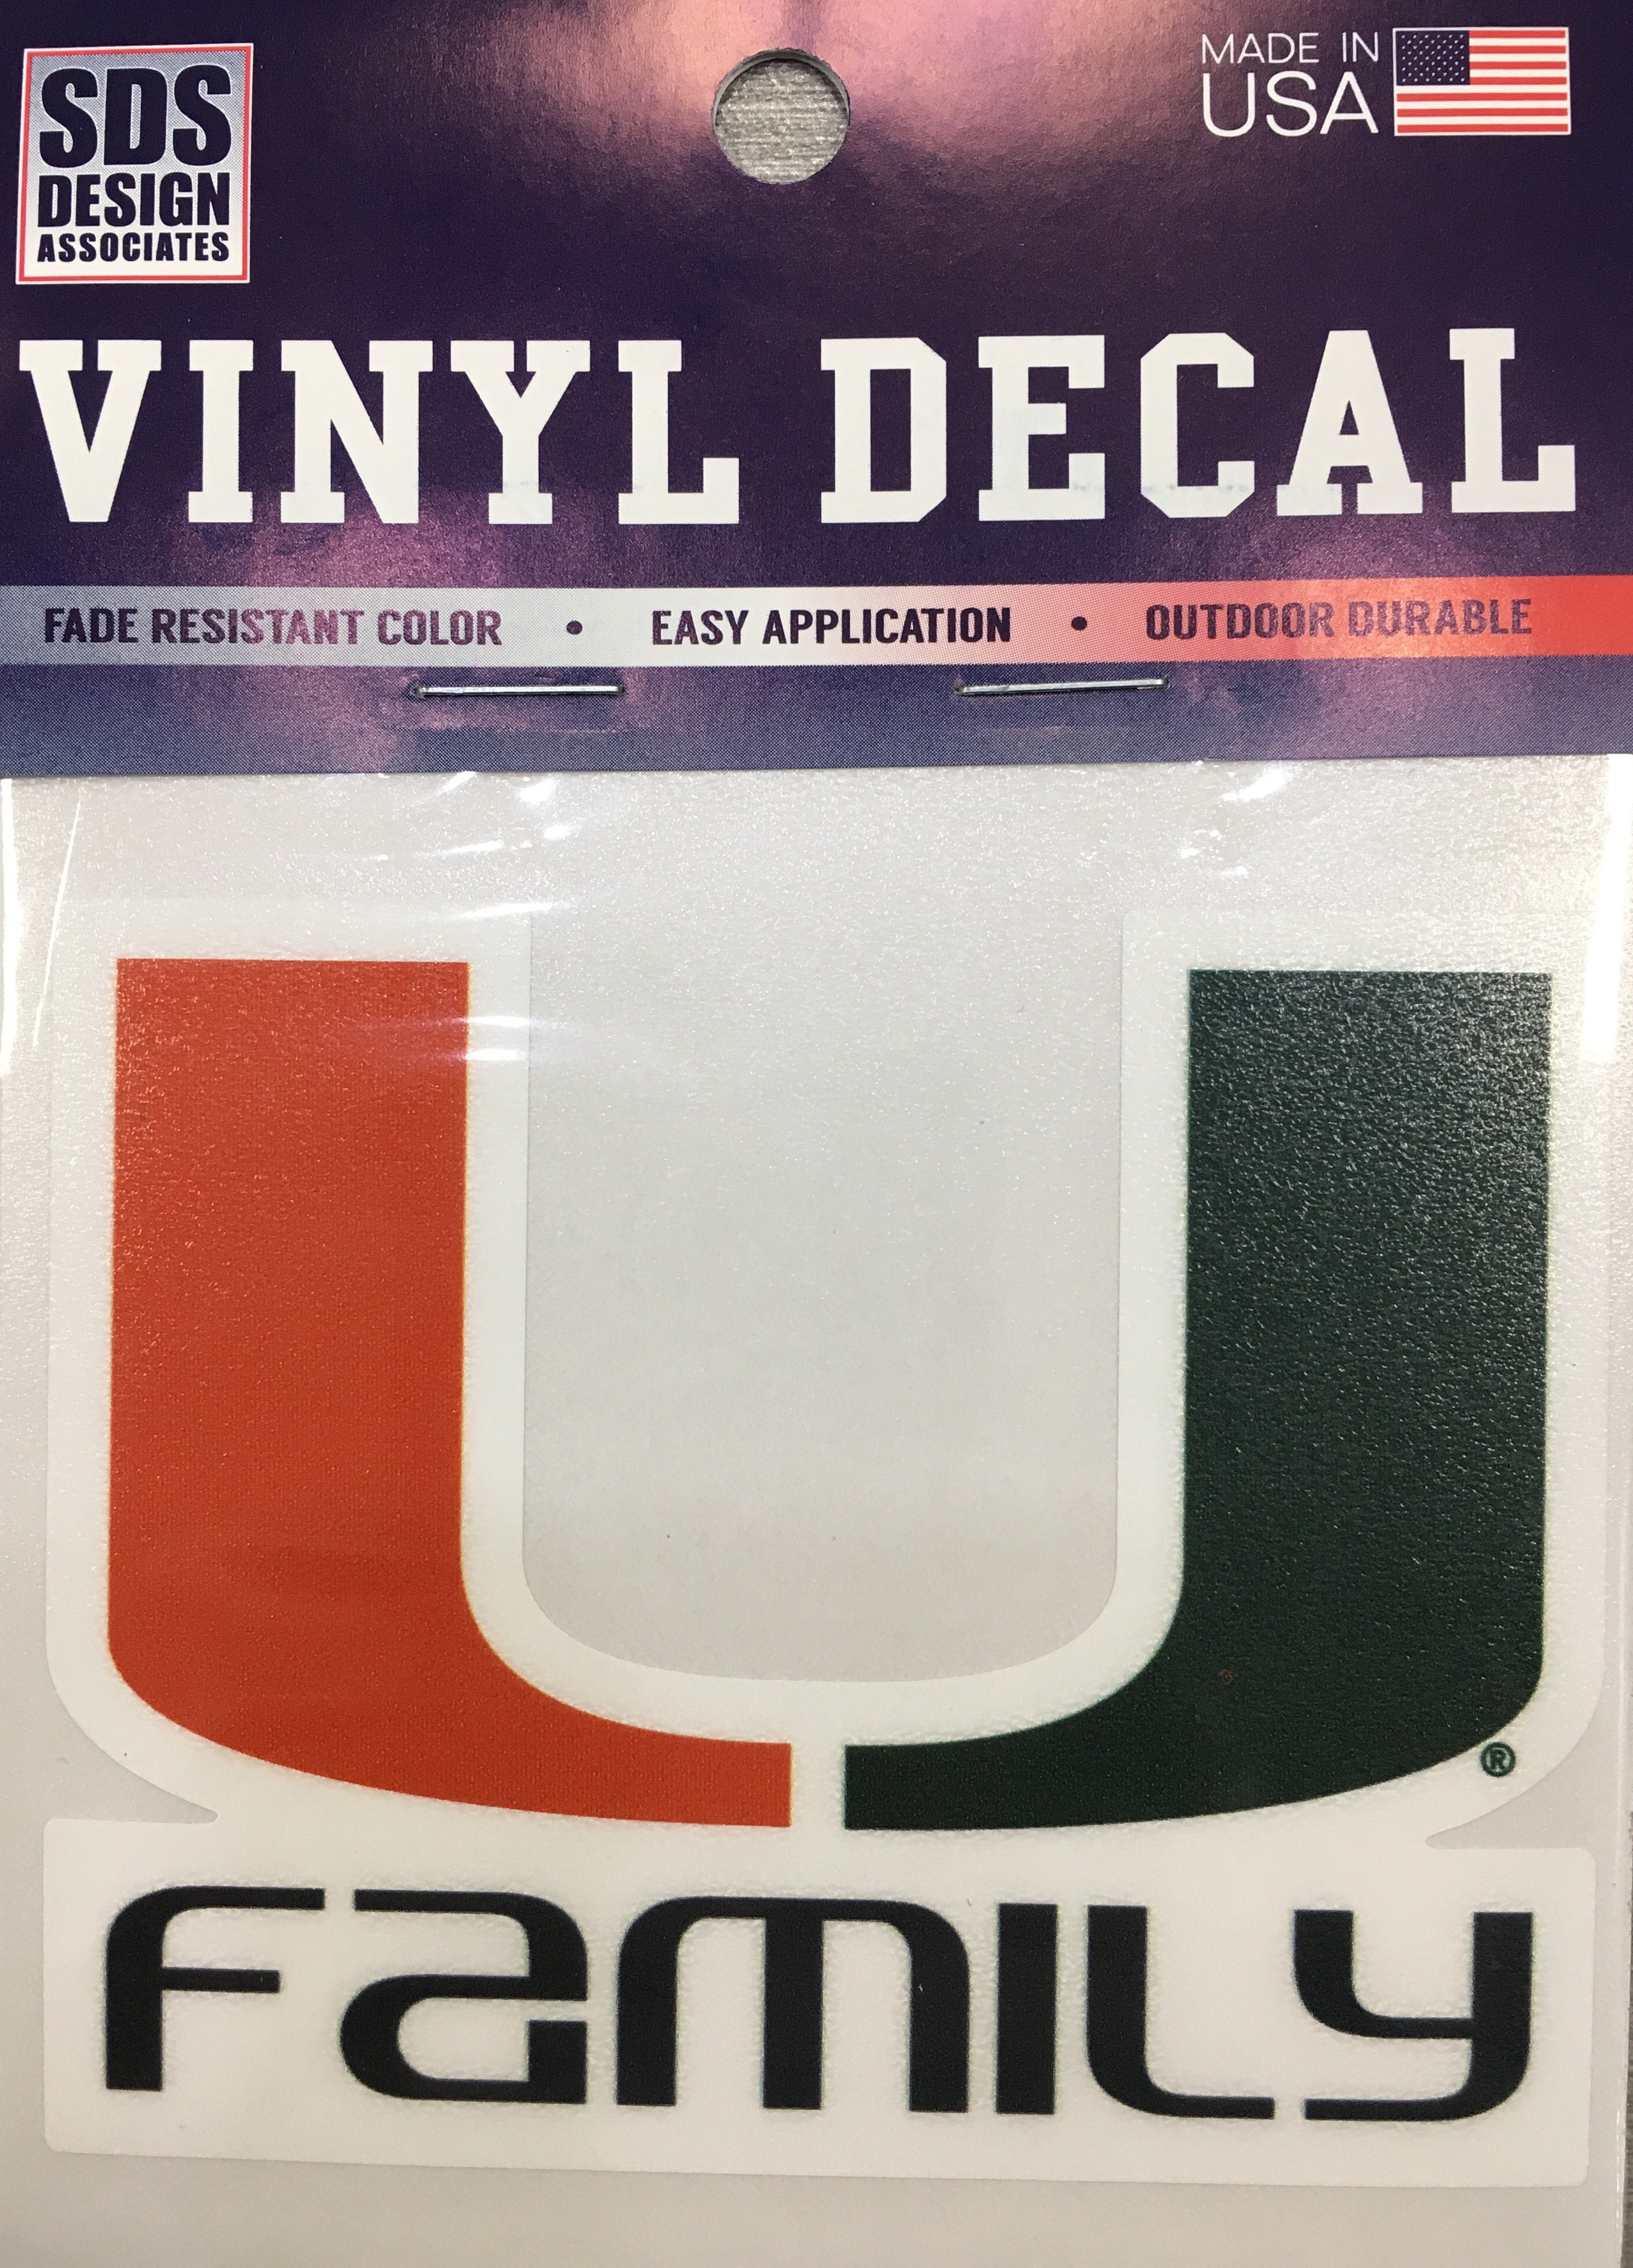 SDS
DESIGN
ASSOCIATES
MADE IN
USA
VINYL DECAL
FADE RESISTANT COLOR • EASY APPLICATION • OUTDOOR DURABLE
U
®
FAMILY